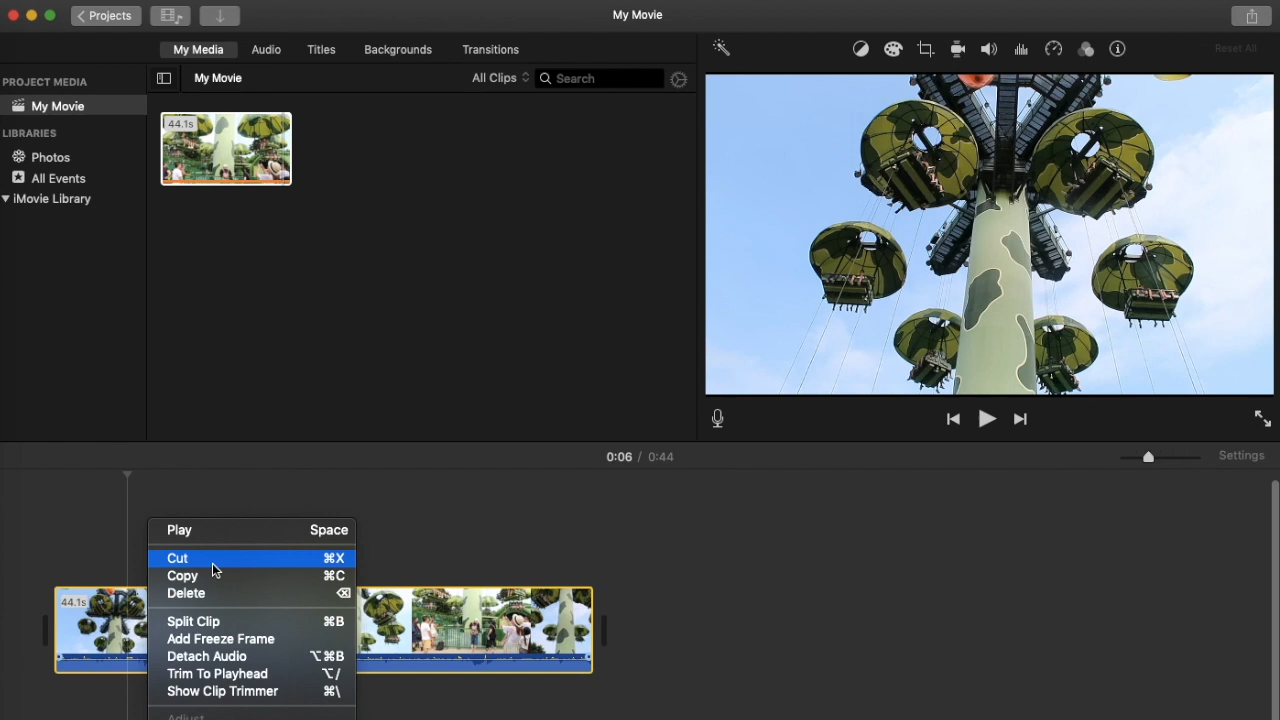 Projects
My Movie
My Media
Audio
Titles
Backgrounds
Transitions
Reset All
PROJECT MEDIA
My Movie
LIBRARIES
Photos
All Events
iMovie Library
My Movie
All Clips
Search
44.1s
0:06 / 0:44
Settings
44.1s
Play Space
Cut ⌘X
Copy ⌘C
Delete ⌫
Split Clip ⌘B
Add Freeze Frame
Detach Audio ⌥⌘B
Trim To Playhead ⌥/
Show Clip Trimmer ⌘\
Adjust